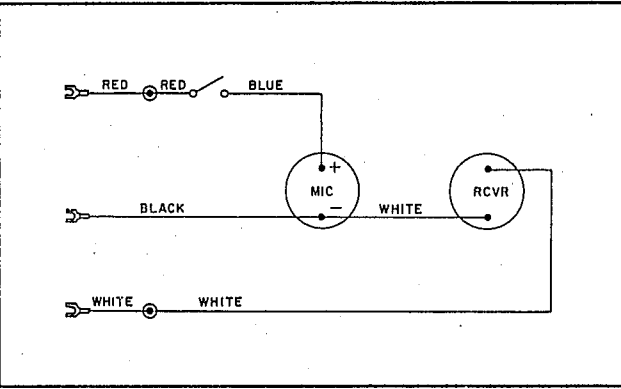 RED RED BLUE
+
MIC RCVR
−
BLACK WHITE
WHITE WHITE